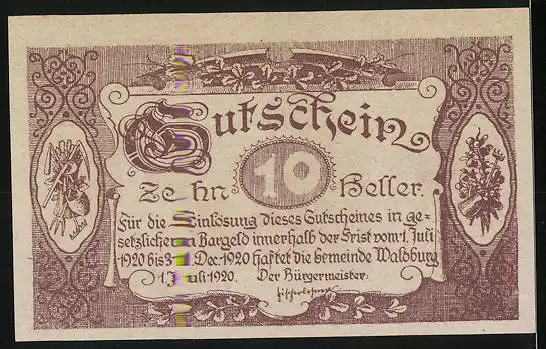 Gutschein
Zehn 10 Heller
Für die Einlösung dieses Gutscheines in ge-
setzlichem Bargeld innerhalb der Frist vom 1. Juli
1920 bis 31. Dez. 1920 haftet die Gemeinde Waldburg
1. Juli 1920. Der Bürgermeister: